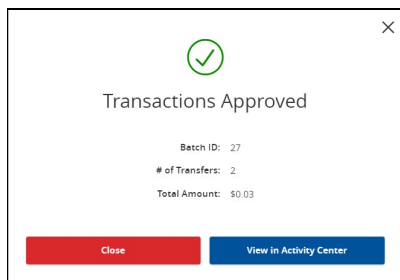 Transactions Approved
Batch ID: 27
# of Transfers: 2
Total Amount: $0.03
Close View in Activity Center